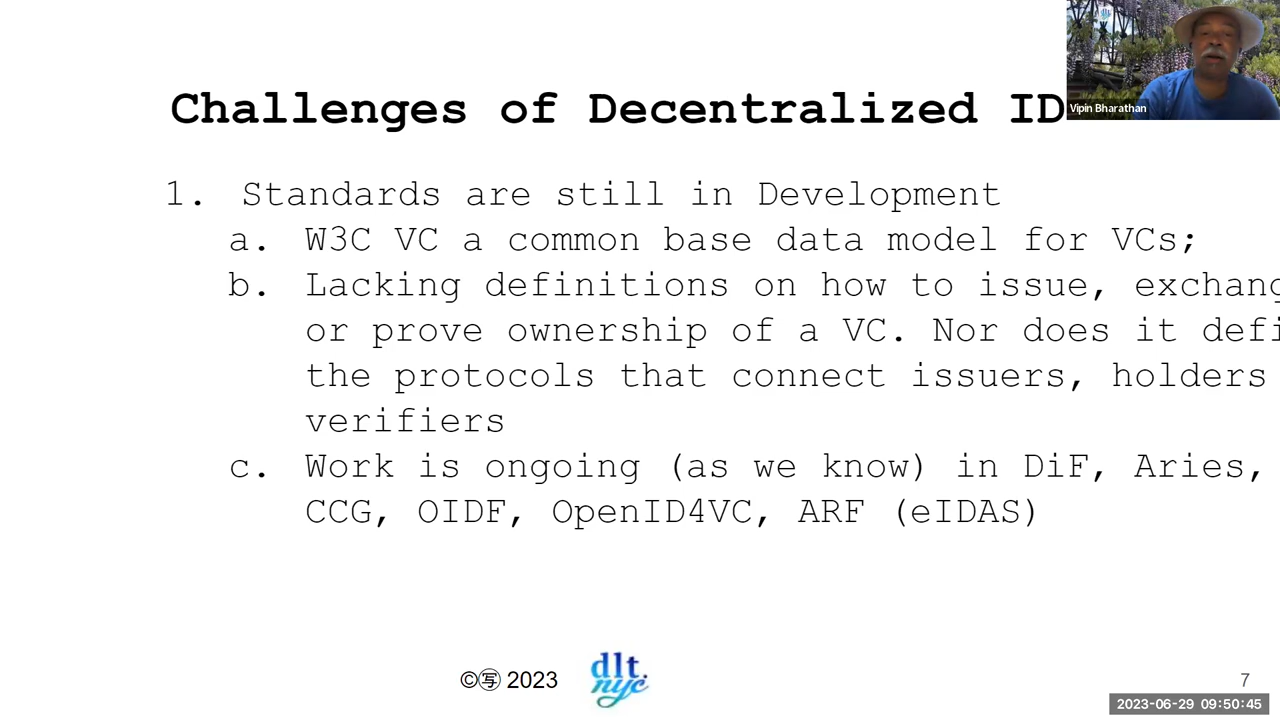 Challenges of Decentralized ID
Vipin Bharathan
1. Standards are still in Development
a. W3C VC a common base data model for VCs;
b. Lacking definitions on how to issue, exchang
or prove ownership of a VC. Nor does it defi
the protocols that connect issuers, holders
verifiers
c. Work is ongoing (as we know) in DiF, Aries,
CCG, OIDF, OpenID4VC, ARF (eIDAS)
©㊢ 2023
dlt.
nyc
7
2023-06-29 09:50:45